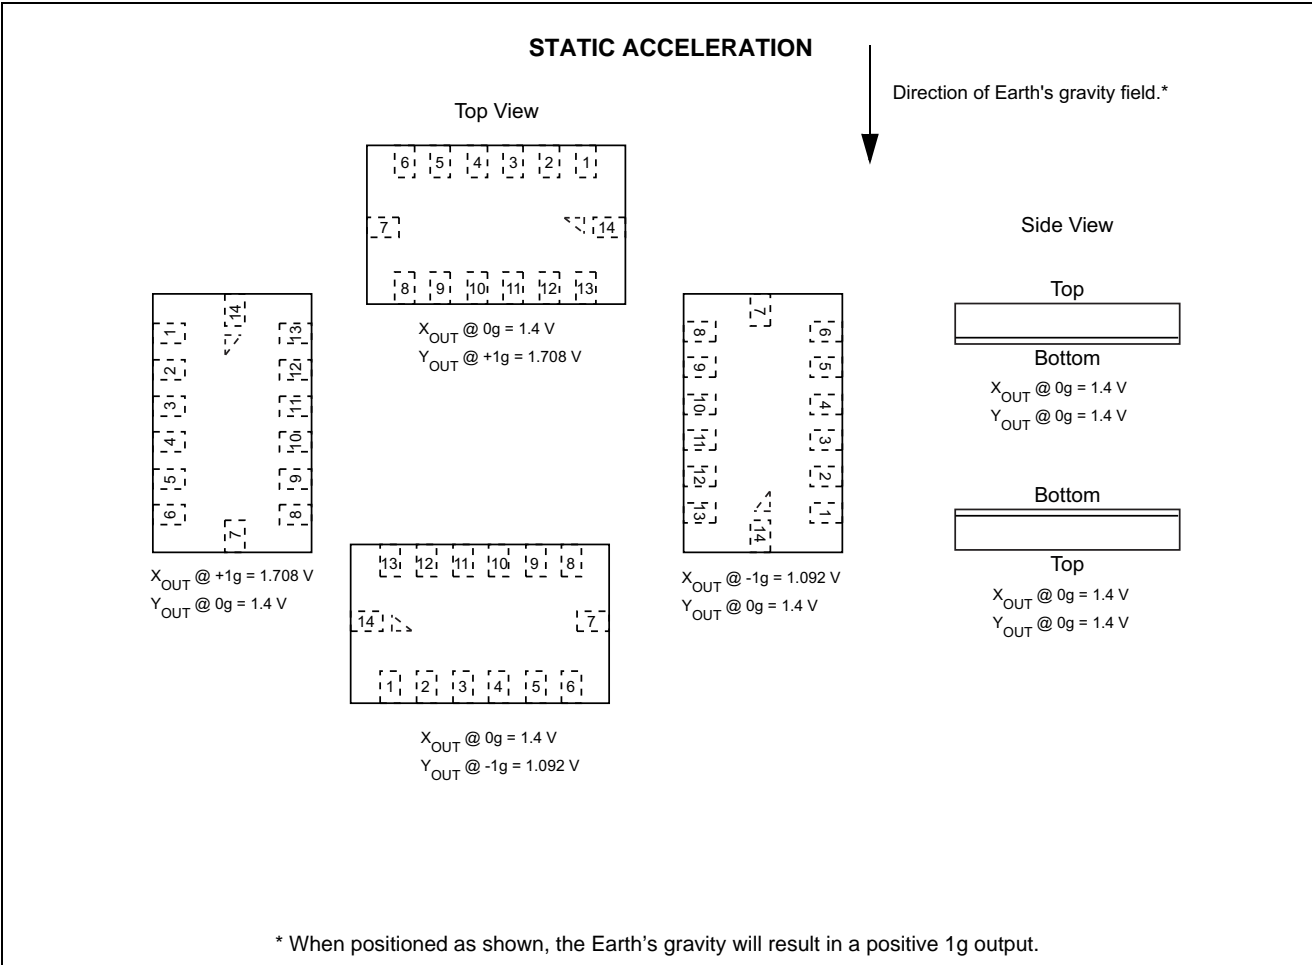 STATIC ACCELERATION
Direction of Earth's gravity field.*
Top View
6 5 4 3 2 1
7 14
8 9 10 11 12 13
X_OUT @ 0g = 1.4 V
Y_OUT @ +1g = 1.708 V
14
1 13
2 12
3 11
4 10
5 9
6 8
7
X_OUT @ +1g = 1.708 V
Y_OUT @ 0g = 1.4 V
13 12 11 10 9 8
14 7
1 2 3 4 5 6
X_OUT @ 0g = 1.4 V
Y_OUT @ -1g = 1.092 V
7
8 6
9 5
10 4
11 3
12 2
13 1
14
X_OUT @ -1g = 1.092 V
Y_OUT @ 0g = 1.4 V
Side View
Top
Bottom
X_OUT @ 0g = 1.4 V
Y_OUT @ 0g = 1.4 V
Bottom
Top
X_OUT @ 0g = 1.4 V
Y_OUT @ 0g = 1.4 V
* When positioned as shown, the Earth's gravity will result in a positive 1g output.